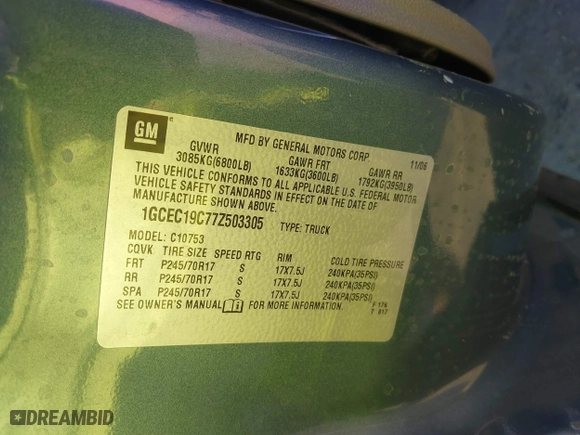 GM
MFD BY GENERAL MOTORS CORP. 11/06
GVWR GAWR FRT GAWR RR
3085KG(6800LB) 1633KG(3600LB) 1792KG(3950LB)
THIS VEHICLE CONFORMS TO ALL APPLICABLE U.S. FEDERAL MOTOR
VEHICLE SAFETY STANDARDS IN EFFECT ON THE DATE OF
MANUFACTURE SHOWN ABOVE.
1GCEC19C77Z503305 TYPE: TRUCK
MODEL: C10753
CQVK TIRE SIZE SPEED RTG RIM COLD TIRE PRESSURE
FRT P245/70R17 S 17X7.5J 240KPA(35PSI)
RR P245/70R17 S 17X7.5J 240KPA(35PSI)
SPA P245/70R17 S 17X7.5J 240KPA(35PSI)
SEE OWNER'S MANUAL FOR MORE INFORMATION.
F 176
T 817
DREAMBID